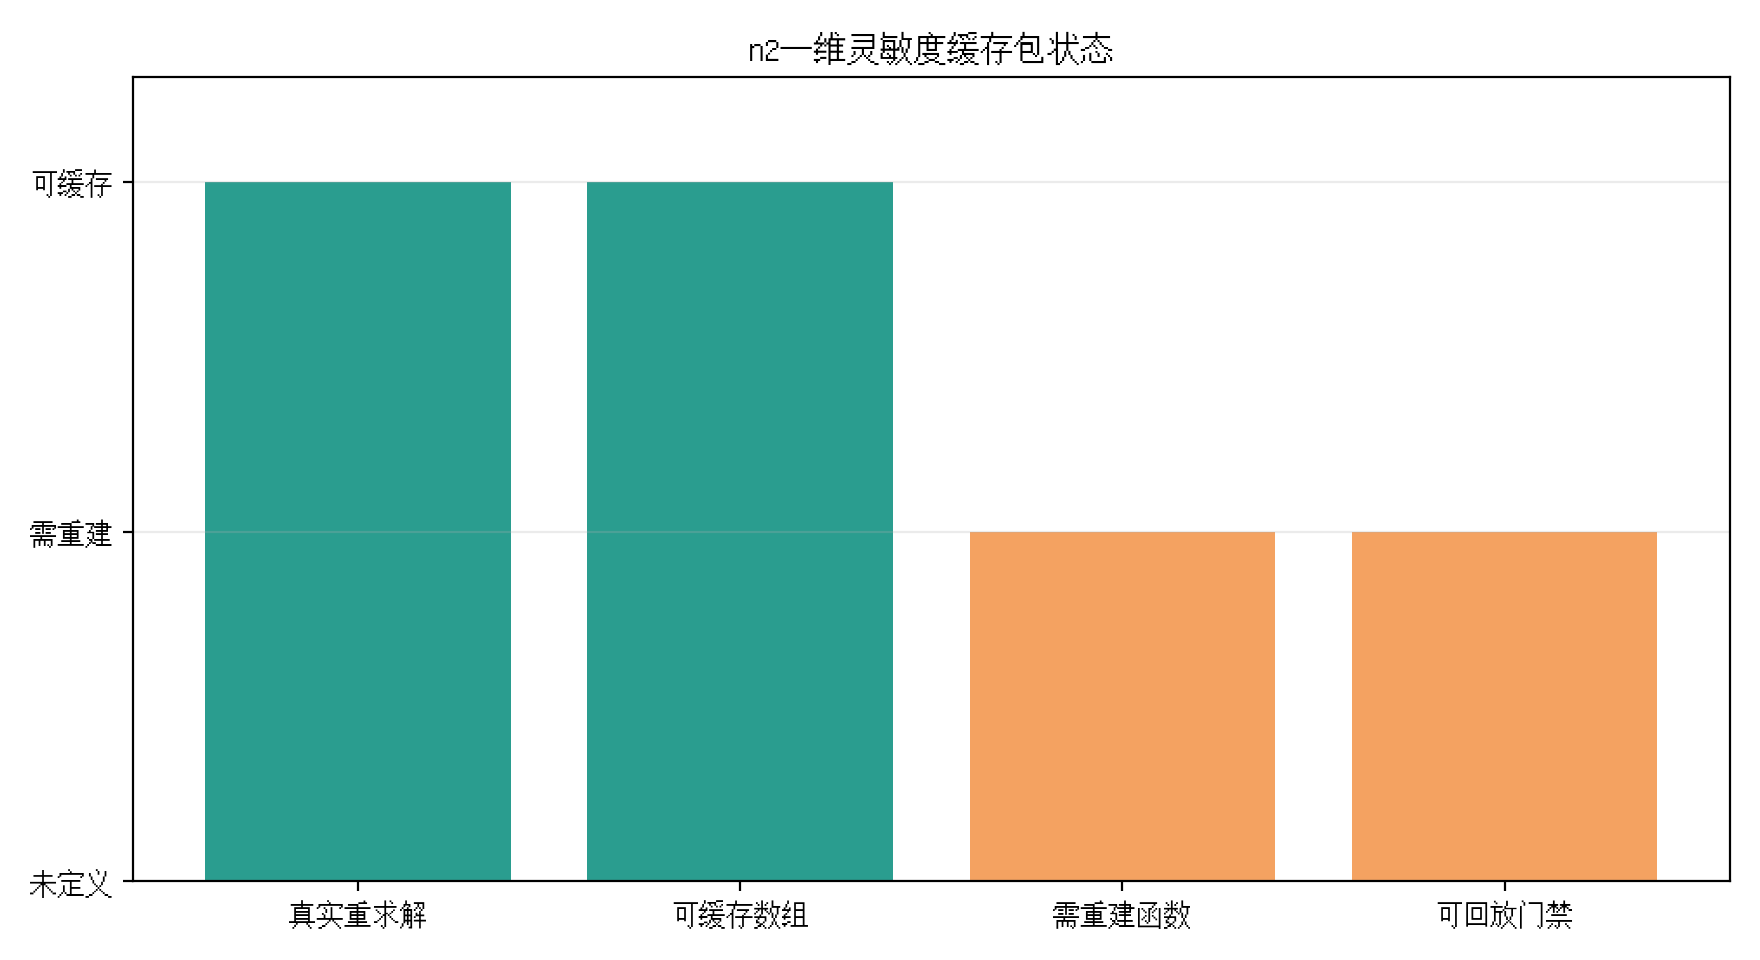 n2一维灵敏度缓存包状态
可缓存
需重建
未定义
真实重求解
可缓存数组
需重建函数
可回放门禁